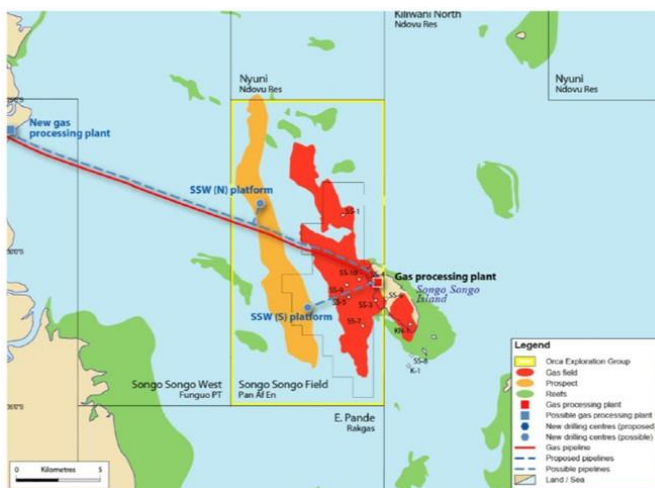 Kiliwani North
Ndovu Res
Nyuni
Ndovu Res
Nyuni
Ndovu Res
New gas
processing plant
SSW (N) platform
SS-1
Gas processing plant
Songo Songo
Island
SS-10
SS-4
SS-9
SS-5
SS-3
SS-7
SSW (S) platform
KN-1
SS-8
K-1
Songo Songo West
Funguo PT
Songo Songo Field
Pan Af En
E. Pande
Rakgas
Legend
Orca Exploration Group
Gas field
Prospect
Reefs
Gas processing plant
Possible gas processing plant
New drilling centres (proposed)
New drilling centres (possible)
Gas pipeline
Proposed pipelines
Possible pipelines
Land / Sea
0 Kilometres 5